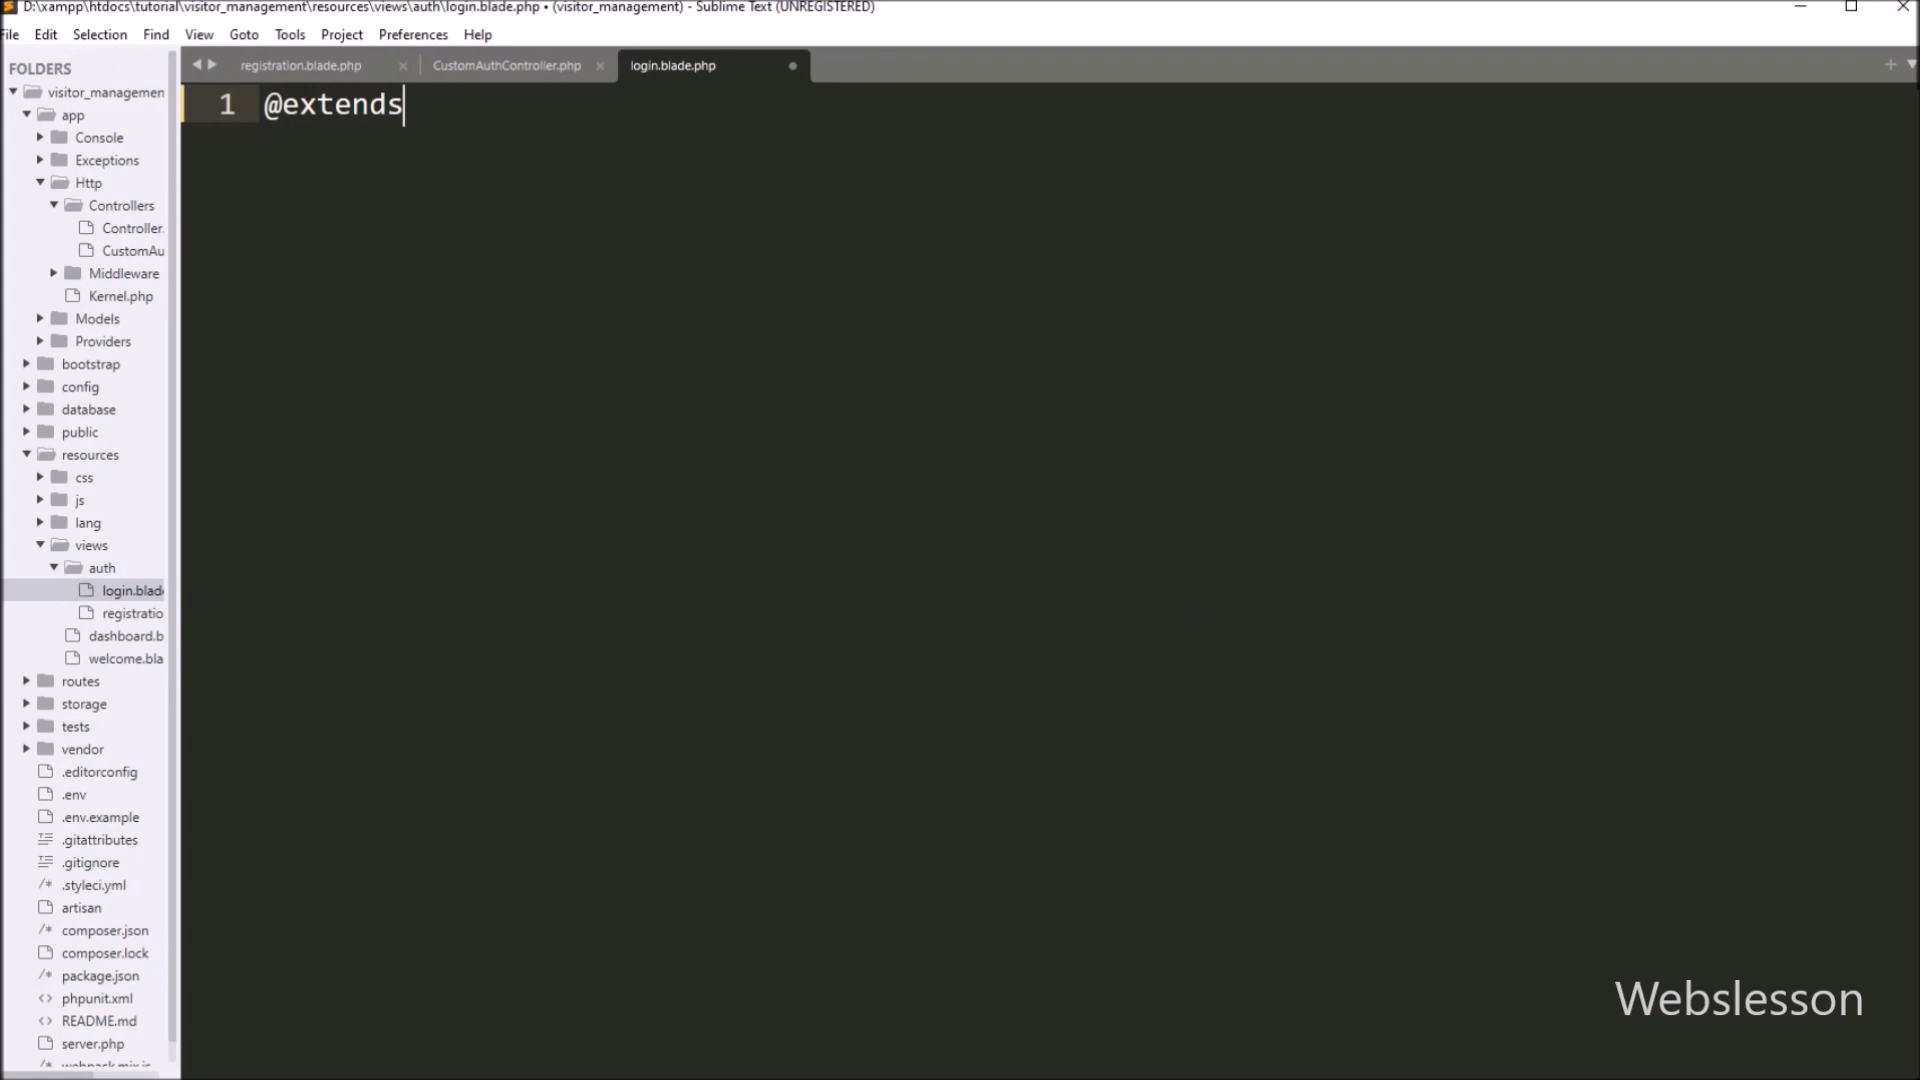 D:\xampp\htdocs\tutorial\visitor_management\resources\views\auth\login.blade.php • (visitor_management) - Sublime Text (UNREGISTERED)
File Edit Selection Find View Goto Tools Project Preferences Help
FOLDERS
registration.blade.php
CustomAuthController.php
login.blade.php
1 @extends
visitor_managemen
app
Console
Exceptions
Http
Controllers
Controller.
CustomAu
Middleware
Kernel.php
Models
Providers
bootstrap
config
database
public
resources
css
js
lang
views
auth
login.blade
registratio
dashboard.b
welcome.bla
routes
storage
tests
vendor
.editorconfig
.env
.env.example
.gitattributes
.gitignore
/* .styleci.yml
artisan
/* composer.json
composer.lock
/* package.json
<> phpunit.xml
<> README.md
server.php
/* webpack.mix.js
Webslesson